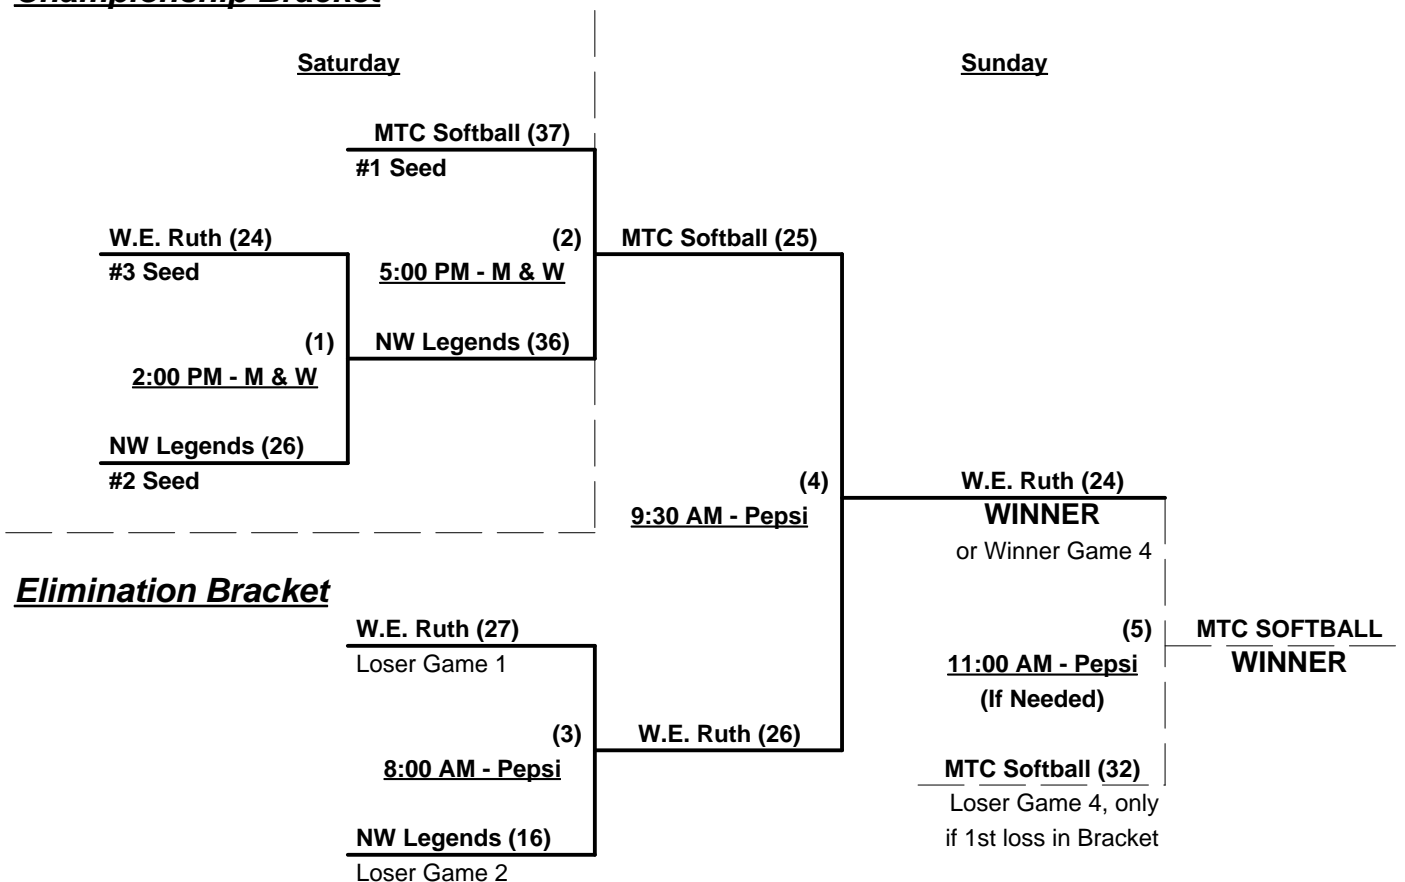 Championship Bracket
Saturday
Sunday
MTC Softball (37)
#1 Seed
W.E. Ruth (24)
(2)
MTC Softball (25)
#3 Seed
5:00 PM - M & W
(1)
NW Legends (36)
2:00 PM - M & W
NW Legends (26)
#2 Seed
(4)
W.E. Ruth (24)
9:30 AM - Pepsi
WINNER
or Winner Game 4
Elimination Bracket
W.E. Ruth (27)
(5)
MTC SOFTBALL
Loser Game 1
11:00 AM - Pepsi
WINNER
(If Needed)
(3)
W.E. Ruth (26)
8:00 AM - Pepsi
MTC Softball (32)
Loser Game 4, only
NW Legends (16)
if 1st loss in Bracket
Loser Game 2